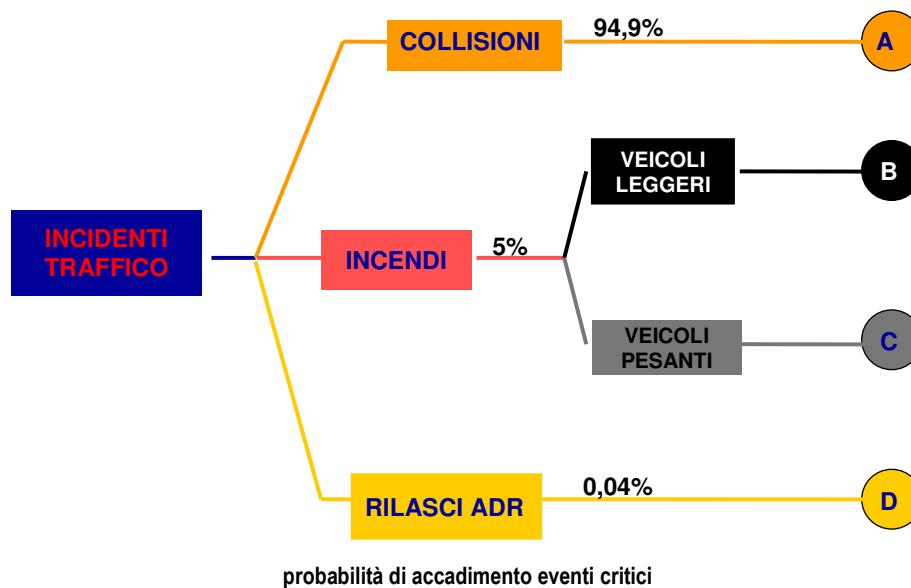 COLLISIONI
94,9%
A
VEICOLI
LEGGERI
B
INCIDENTI
TRAFFICO
INCENDI
5%
VEICOLI
PESANTI
C
RILASCI ADR
0,04%
D
probabilità di accadimento eventi critici